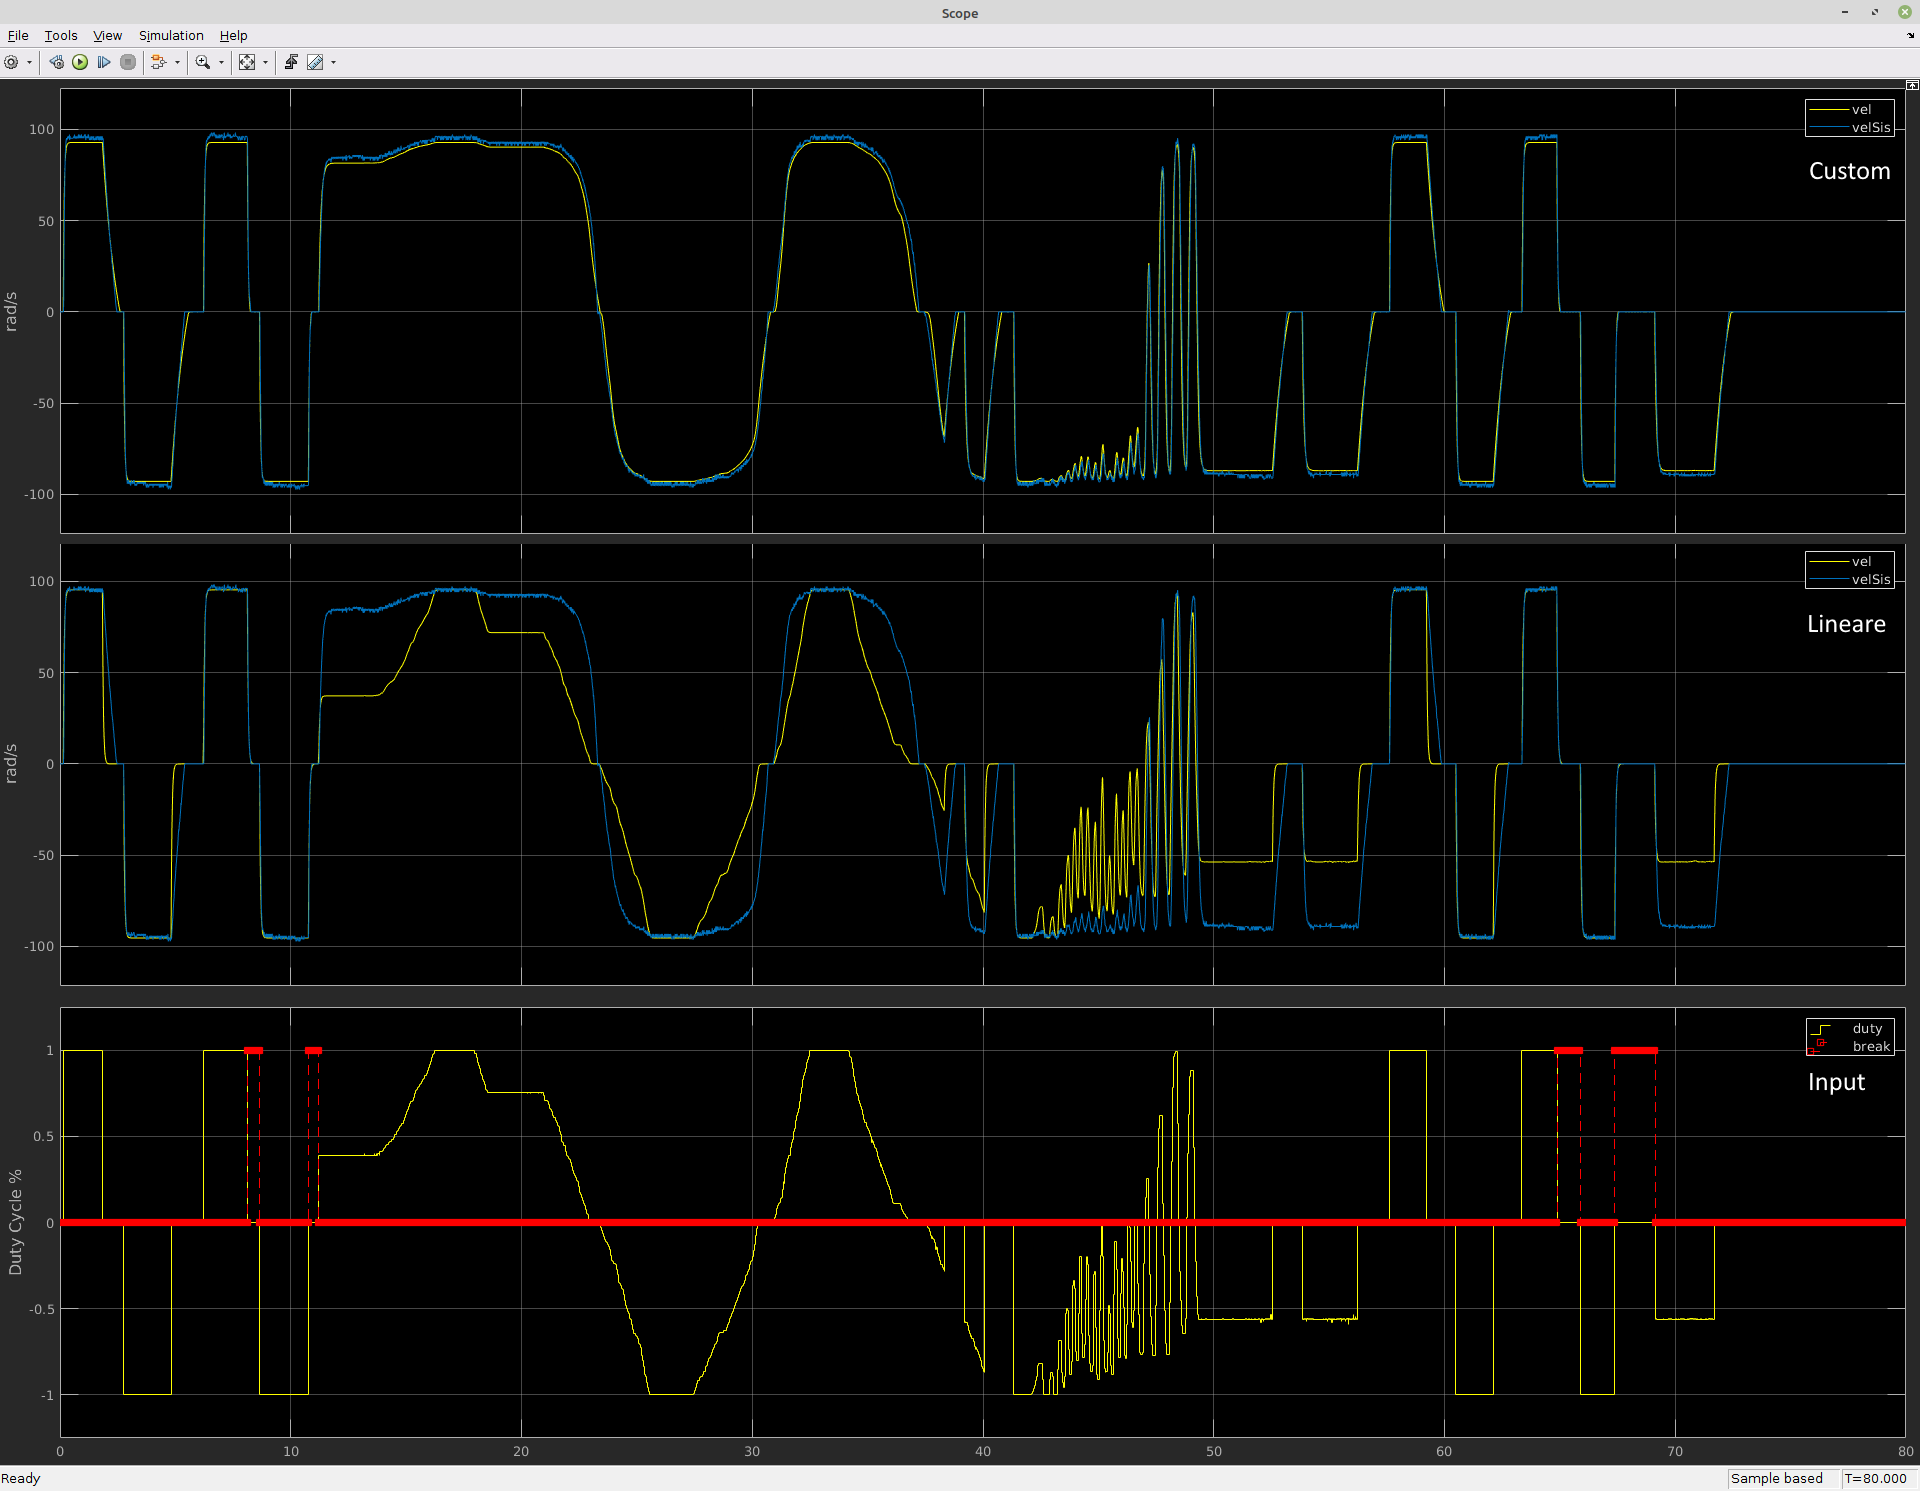 Scope
File Tools View Simulation Help
vel
velSis
Custom
100
50
0
-50
-100
rad/s
vel
velSis
Lineare
100
50
0
-50
-100
rad/s
duty
break
Input
1
0.5
0
-0.5
-1
Duty Cycle %
0 10 20 30 40 50 60 70 80
Ready Sample based T=80.000